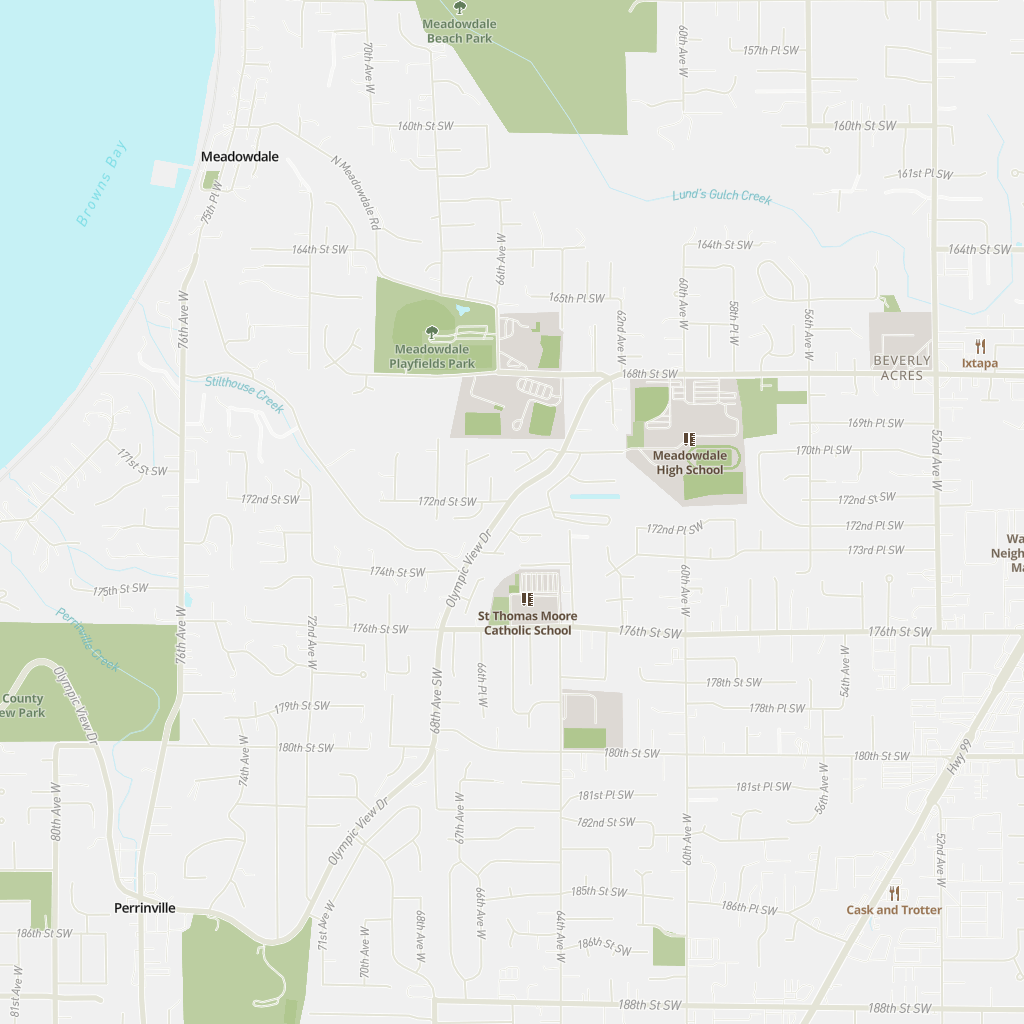 Meadowdale
Beach Park
70th Ave W
60th Ave W
157th Pl SW
160th St SW
160th St SW
Browns Bay
Meadowdale
N Meadowdale Rd
75th Pl W
161st Pl SW
Lund's Gulch Creek
164th St SW
66th Ave W
164th St SW
164th St SW
76th Ave W
165th Pl SW
60th Ave W
58th Pl W
62nd Ave W
56th Ave W
Meadowdale
Playfields Park
BEVERLY
ACRES
Ixtapa
168th St SW
Stilthouse Creek
169th Pl SW
52nd Ave W
170th Pl SW
Meadowdale
High School
171st St SW
172nd St SW
172nd St SW
172nd St SW
172nd Pl SW
172nd Pl SW
173rd Pl SW
Wa
Neigh
Ma
Olympic View Dr
174th St SW
60th Ave W
175th St SW
St Thomas Moore
Catholic School
Perrinville Creek
76th Ave W
72nd Ave W
176th St SW
176th St SW
176th St SW
66th Pl W
54th Ave W
178th Pl SW
County
ew Park
Olympic View Dr
68th Ave SW
179th St SW
178th Pl SW
74th Ave W
180th St SW
180th St SW
180th St SW
Hwy 99
80th Ave W
181st Pl SW
181st Pl SW
56th Ave W
67th Ave W
Olympic View Dr
182nd St SW
60th Ave W
52nd Ave W
185th St SW
Perrinville
71st Ave W
68th Ave W
66th Ave W
64th Ave W
186th Pl SW
Cask and Trotter
186th St SW
70th Ave W
186th St SW
81st Ave W
188th St SW
188th St SW